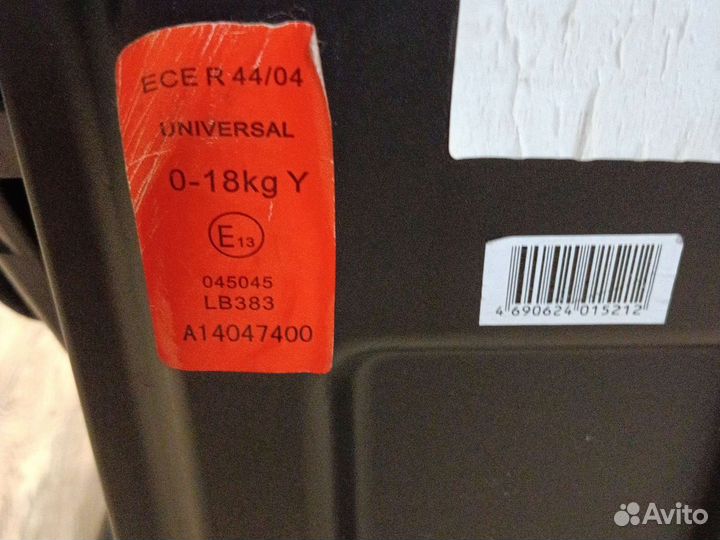 ECE R 44/04
UNIVERSAL
0-18kg Y
E13
045045
LB383
A14047400
4 690624 015212
Avito